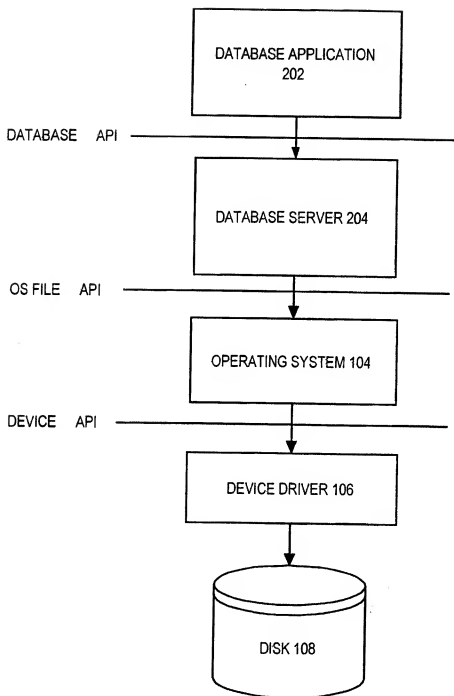 DATABASE APPLICATION
202
DATABASE API
DATABASE SERVER 204
OS FILE API
OPERATING SYSTEM 104
DEVICE API
DEVICE DRIVER 106
DISK 108